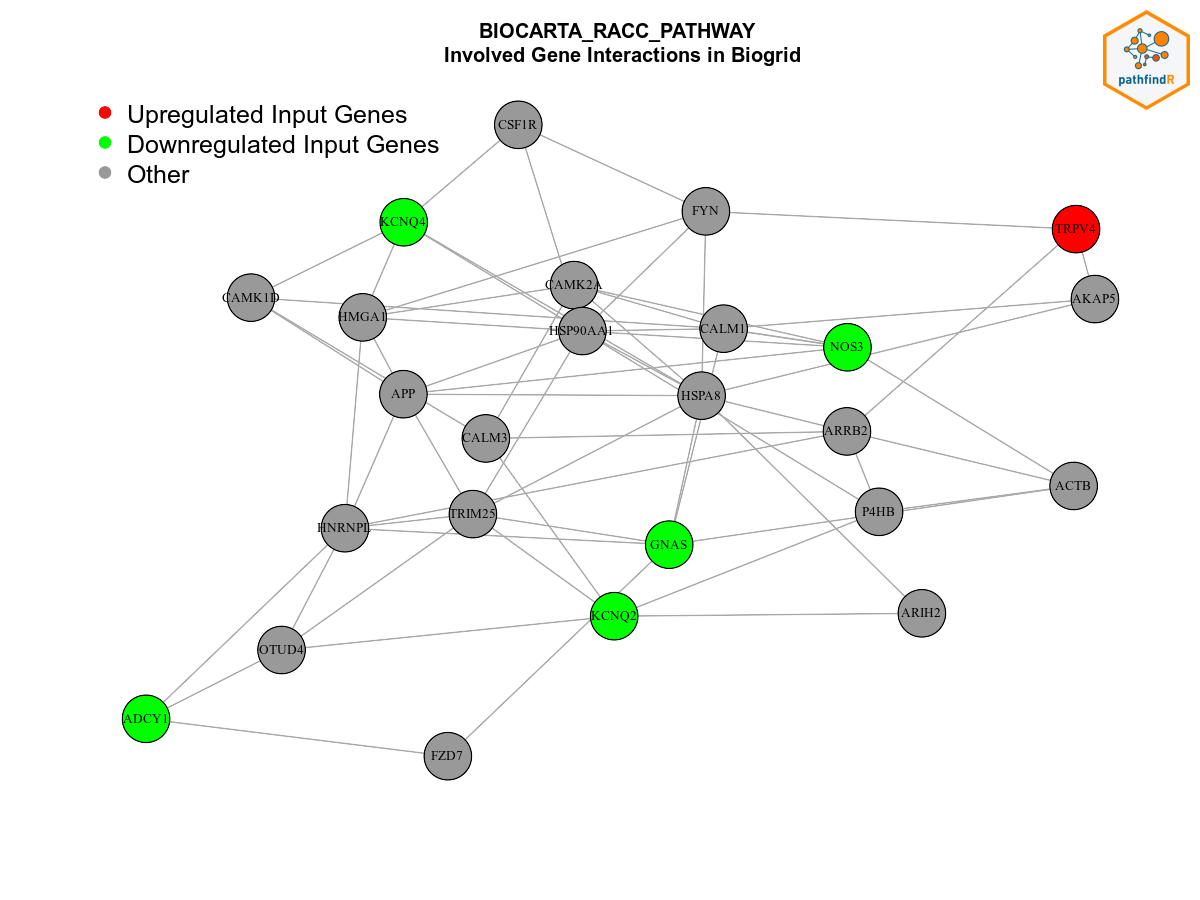 BIOCARTA_RACC_PATHWAY
Involved Gene Interactions in Biogrid
pathfindR
Upregulated Input Genes
Downregulated Input Genes
Other
CSF1R
KCNQ4
FYN
TRPV4
CAMK1D
CAMK2A
AKAP5
HMGA1
HSP90AA1
CALM1
NOS3
APP
HSPA8
CALM3
ARRB2
ACTB
HNRNPL
TRIM25
P4HB
GNAS
KCNQ2
ARIH2
OTUD4
ADCY1
FZD7